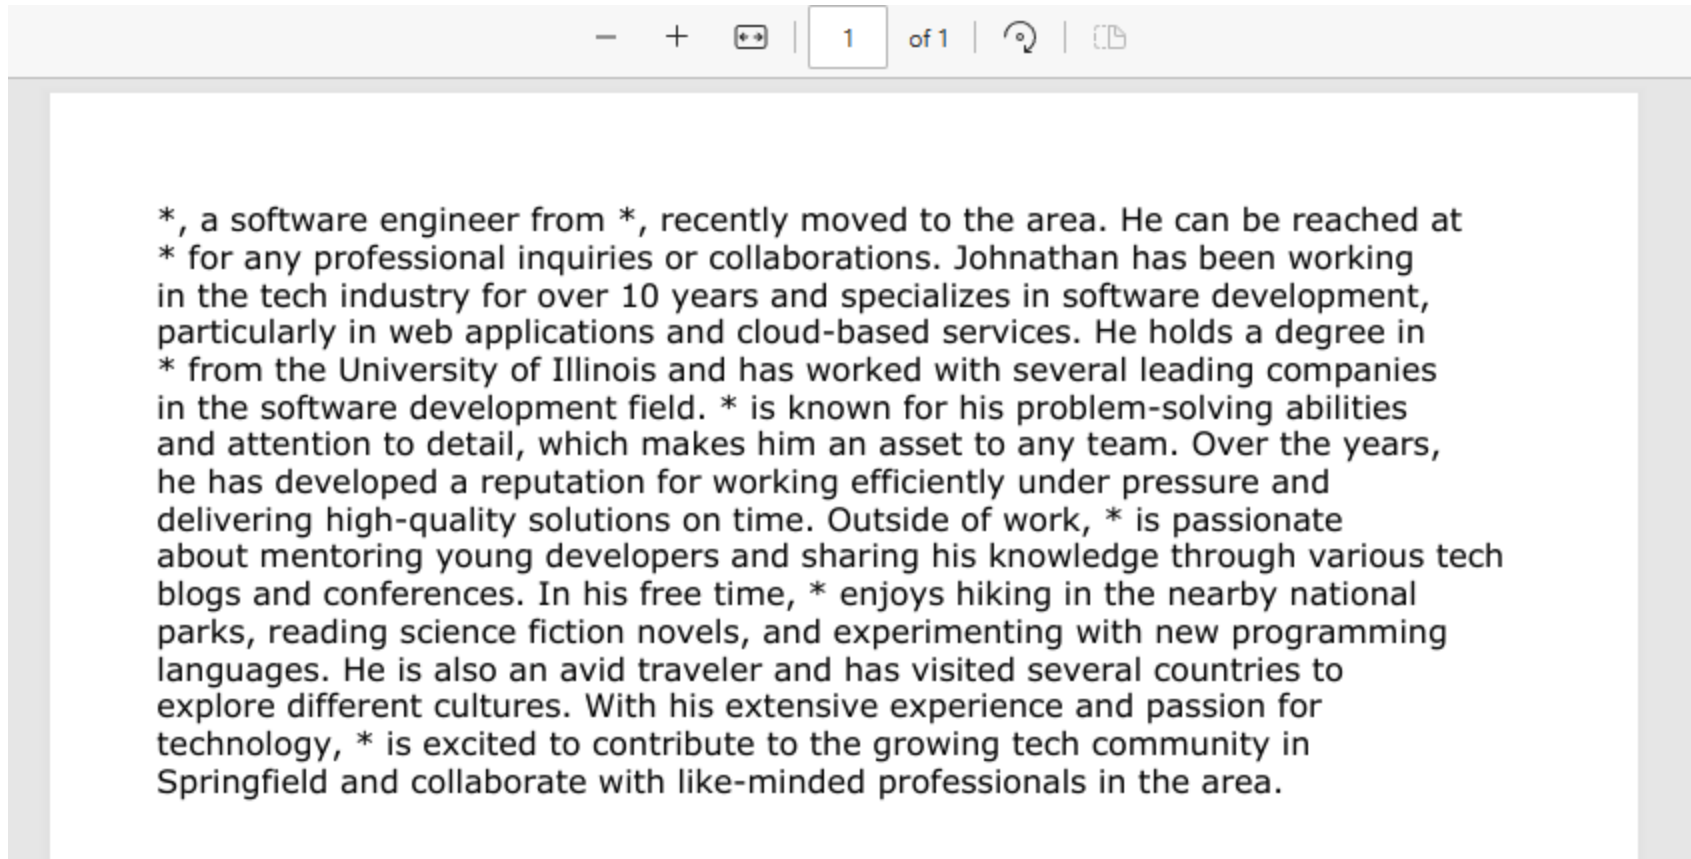 1 of 1
*, a software engineer from *, recently moved to the area. He can be reached at
* for any professional inquiries or collaborations. Johnathan has been working
in the tech industry for over 10 years and specializes in software development,
particularly in web applications and cloud-based services. He holds a degree in
* from the University of Illinois and has worked with several leading companies
in the software development field. * is known for his problem-solving abilities
and attention to detail, which makes him an asset to any team. Over the years,
he has developed a reputation for working efficiently under pressure and
delivering high-quality solutions on time. Outside of work, * is passionate
about mentoring young developers and sharing his knowledge through various tech
blogs and conferences. In his free time, * enjoys hiking in the nearby national
parks, reading science fiction novels, and experimenting with new programming
languages. He is also an avid traveler and has visited several countries to
explore different cultures. With his extensive experience and passion for
technology, * is excited to contribute to the growing tech community in
Springfield and collaborate with like-minded professionals in the area.